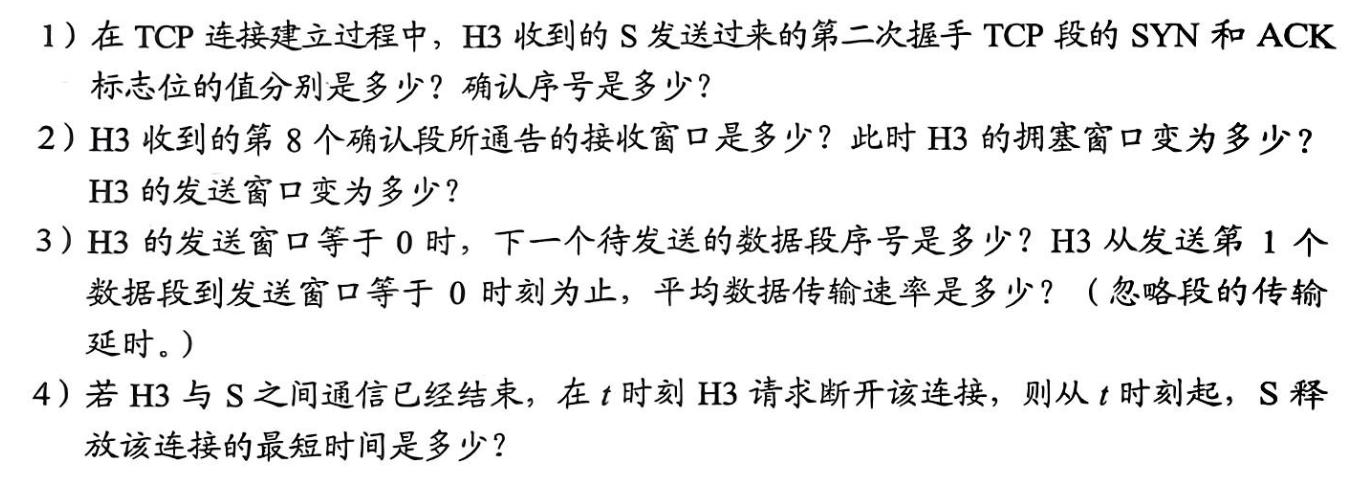 1）在 TCP 连接建立过程中，H3 收到的 S 发送过来的第二次握手 TCP 段的 SYN 和 ACK
标志位的值分别是多少？确认序号是多少？
2）H3 收到的第 8 个确认段所通告的接收窗口是多少？此时 H3 的拥塞窗口变为多少？
H3 的发送窗口变为多少？
3）H3 的发送窗口等于 0 时，下一个待发送的数据段序号是多少？H3 从发送第 1 个
数据段到发送窗口等于 0 时刻为止，平均数据传输速率是多少？（忽略段的传输
延时。）
4）若 H3 与 S 之间通信已经结束，在 t 时刻 H3 请求断开该连接，则从 t 时刻起，S 释
放该连接的最短时间是多少？